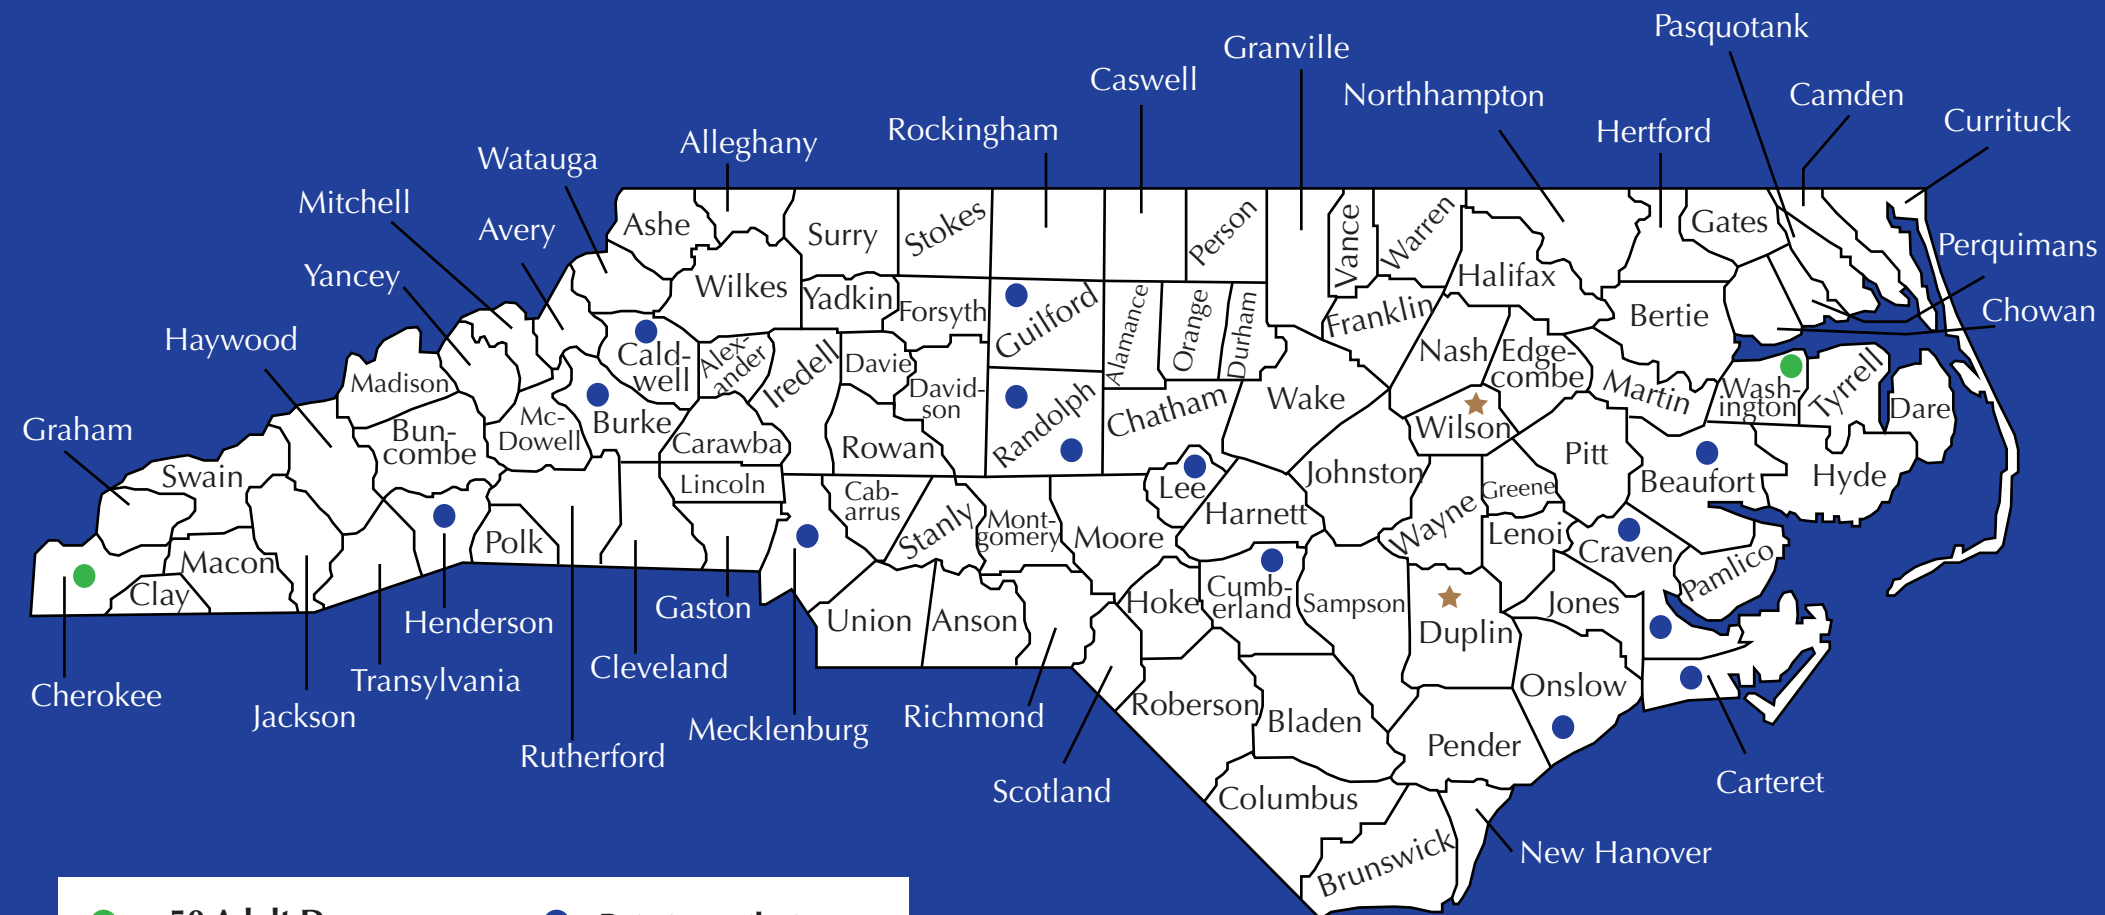 Pasquotank
Granville
Caswell
Camden
Northhampton
Currituck
Rockingham
Hertford
Alleghany
Watauga
Mitchell
Avery
Yancey
Perquimans
Chowan
Haywood
Graham
Ashe
Surry
Stokes
Person
Vance
Warren
Gates
Halifax
Wilkes
Yadkin
Forsyth
Guilford
Alamance
Orange
Durham
Franklin
Bertie
Nash
Edge-
combe
Cald-
well
Alex-
ander
Iredell
Davie
David-
son
Randolph
Chatham
Wake
Martin
Wash-
ington
Tyrrell
Dare
Madison
Bun-
combe
Mc-
Dowell
Burke
Carawba
Rowan
Wilson
Pitt
Beaufort
Hyde
Swain
Lincoln
Cab-
arrus
Stanly
Mont-
gomery
Moore
Lee
Harnett
Johnston
Wayne
Greene
Lenoi
Craven
Pamlico
Polk
Macon
Clay
Union
Anson
Hoke
Cumb-
erland
Sampson
Duplin
Jones
Onslow
Henderson
Gaston
Cleveland
Transylvania
Cherokee
Jackson
Rutherford
Mecklenburg
Richmond
Scotland
Roberson
Bladen
Pender
Columbus
Brunswick
Carteret
New Hanover
50 Adult D